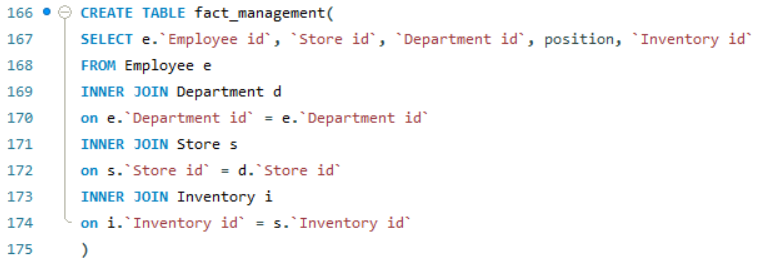 166 CREATE TABLE fact_management(
167 SELECT e.`Employee id`, `Store id`, `Department id`, position, `Inventory id`
168 FROM Employee e
169 INNER JOIN Department d
170 on e.`Department id` = e.`Department id`
171 INNER JOIN Store s
172 on s.`Store id` = d.`Store id`
173 INNER JOIN Inventory i
174 on i.`Inventory id` = s.`Inventory id`
175 )